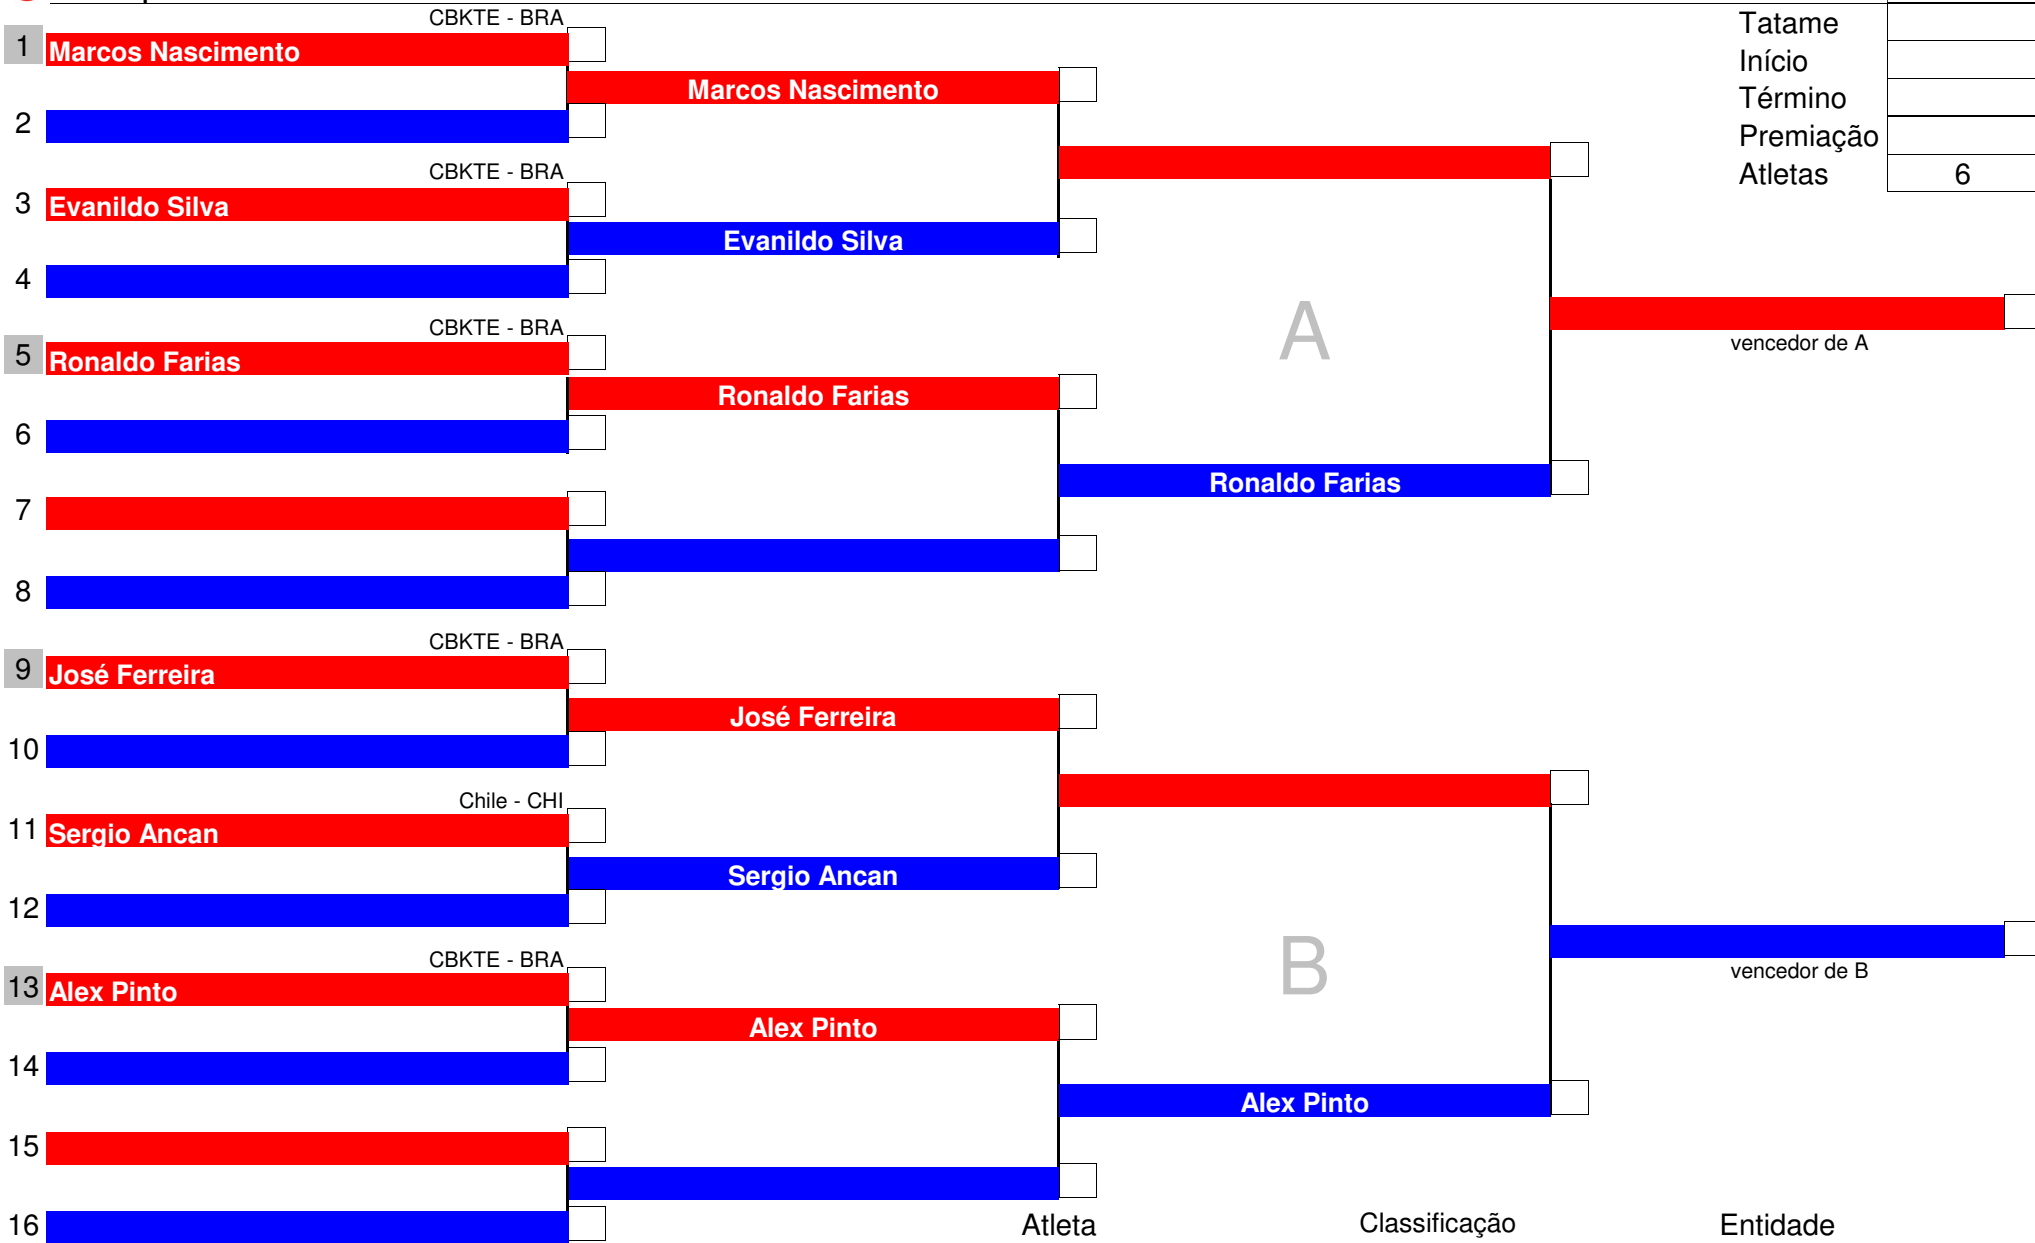 CBKTE - BRA
Tatame
1 Marcos Nascimento
Início
Marcos Nascimento
Término
2
Premiação
CBKTE - BRA
Atletas 6
3 Evanildo Silva
Evanildo Silva
4
CBKTE - BRA
A
vencedor de A
5 Ronaldo Farias
Ronaldo Farias
6
Ronaldo Farias
7
8
CBKTE - BRA
9 José Ferreira
José Ferreira
10
Chile - CHI
11 Sergio Ancan
Sergio Ancan
12
CBKTE - BRA
B
vencedor de B
13 Alex Pinto
Alex Pinto
14
Alex Pinto
15
16
Atleta Classificação Entidade